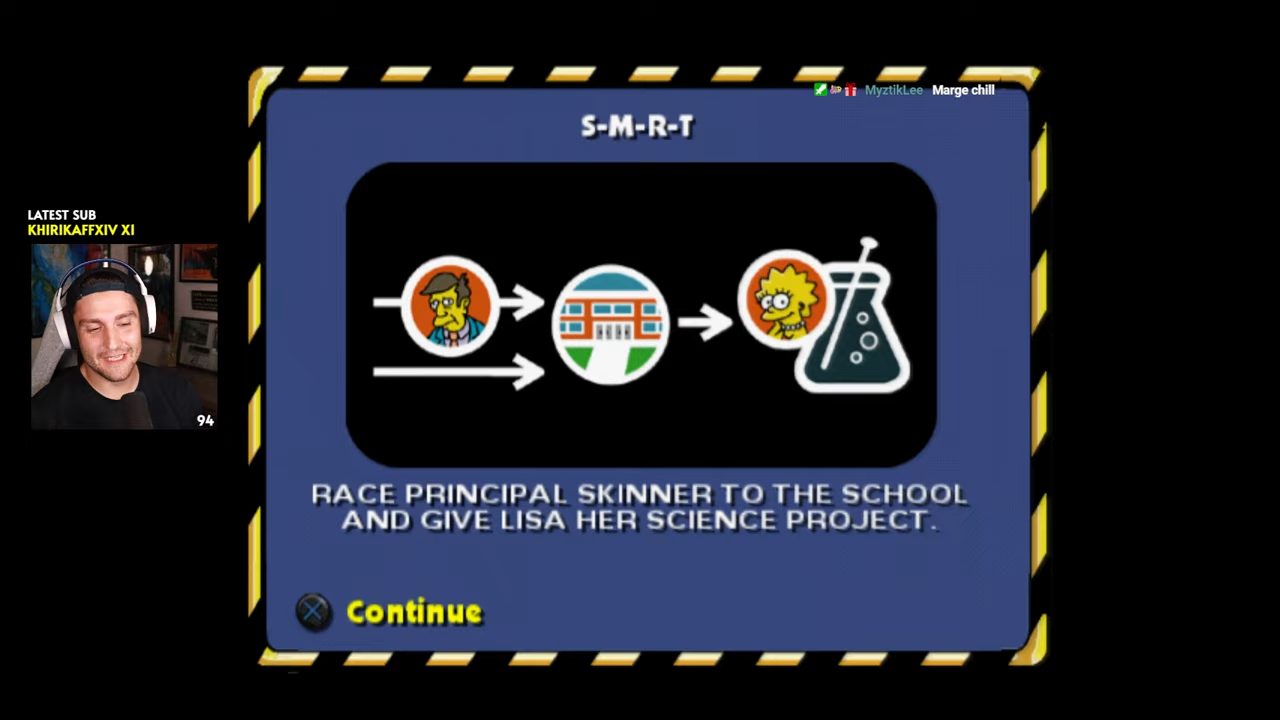 MyztikLee Marge chill
S-M-R-T
LATEST SUB
KHIRIKAFFXIV XI
94
RACE PRINCIPAL SKINNER TO THE SCHOOL
AND GIVE LISA HER SCIENCE PROJECT.
Continue